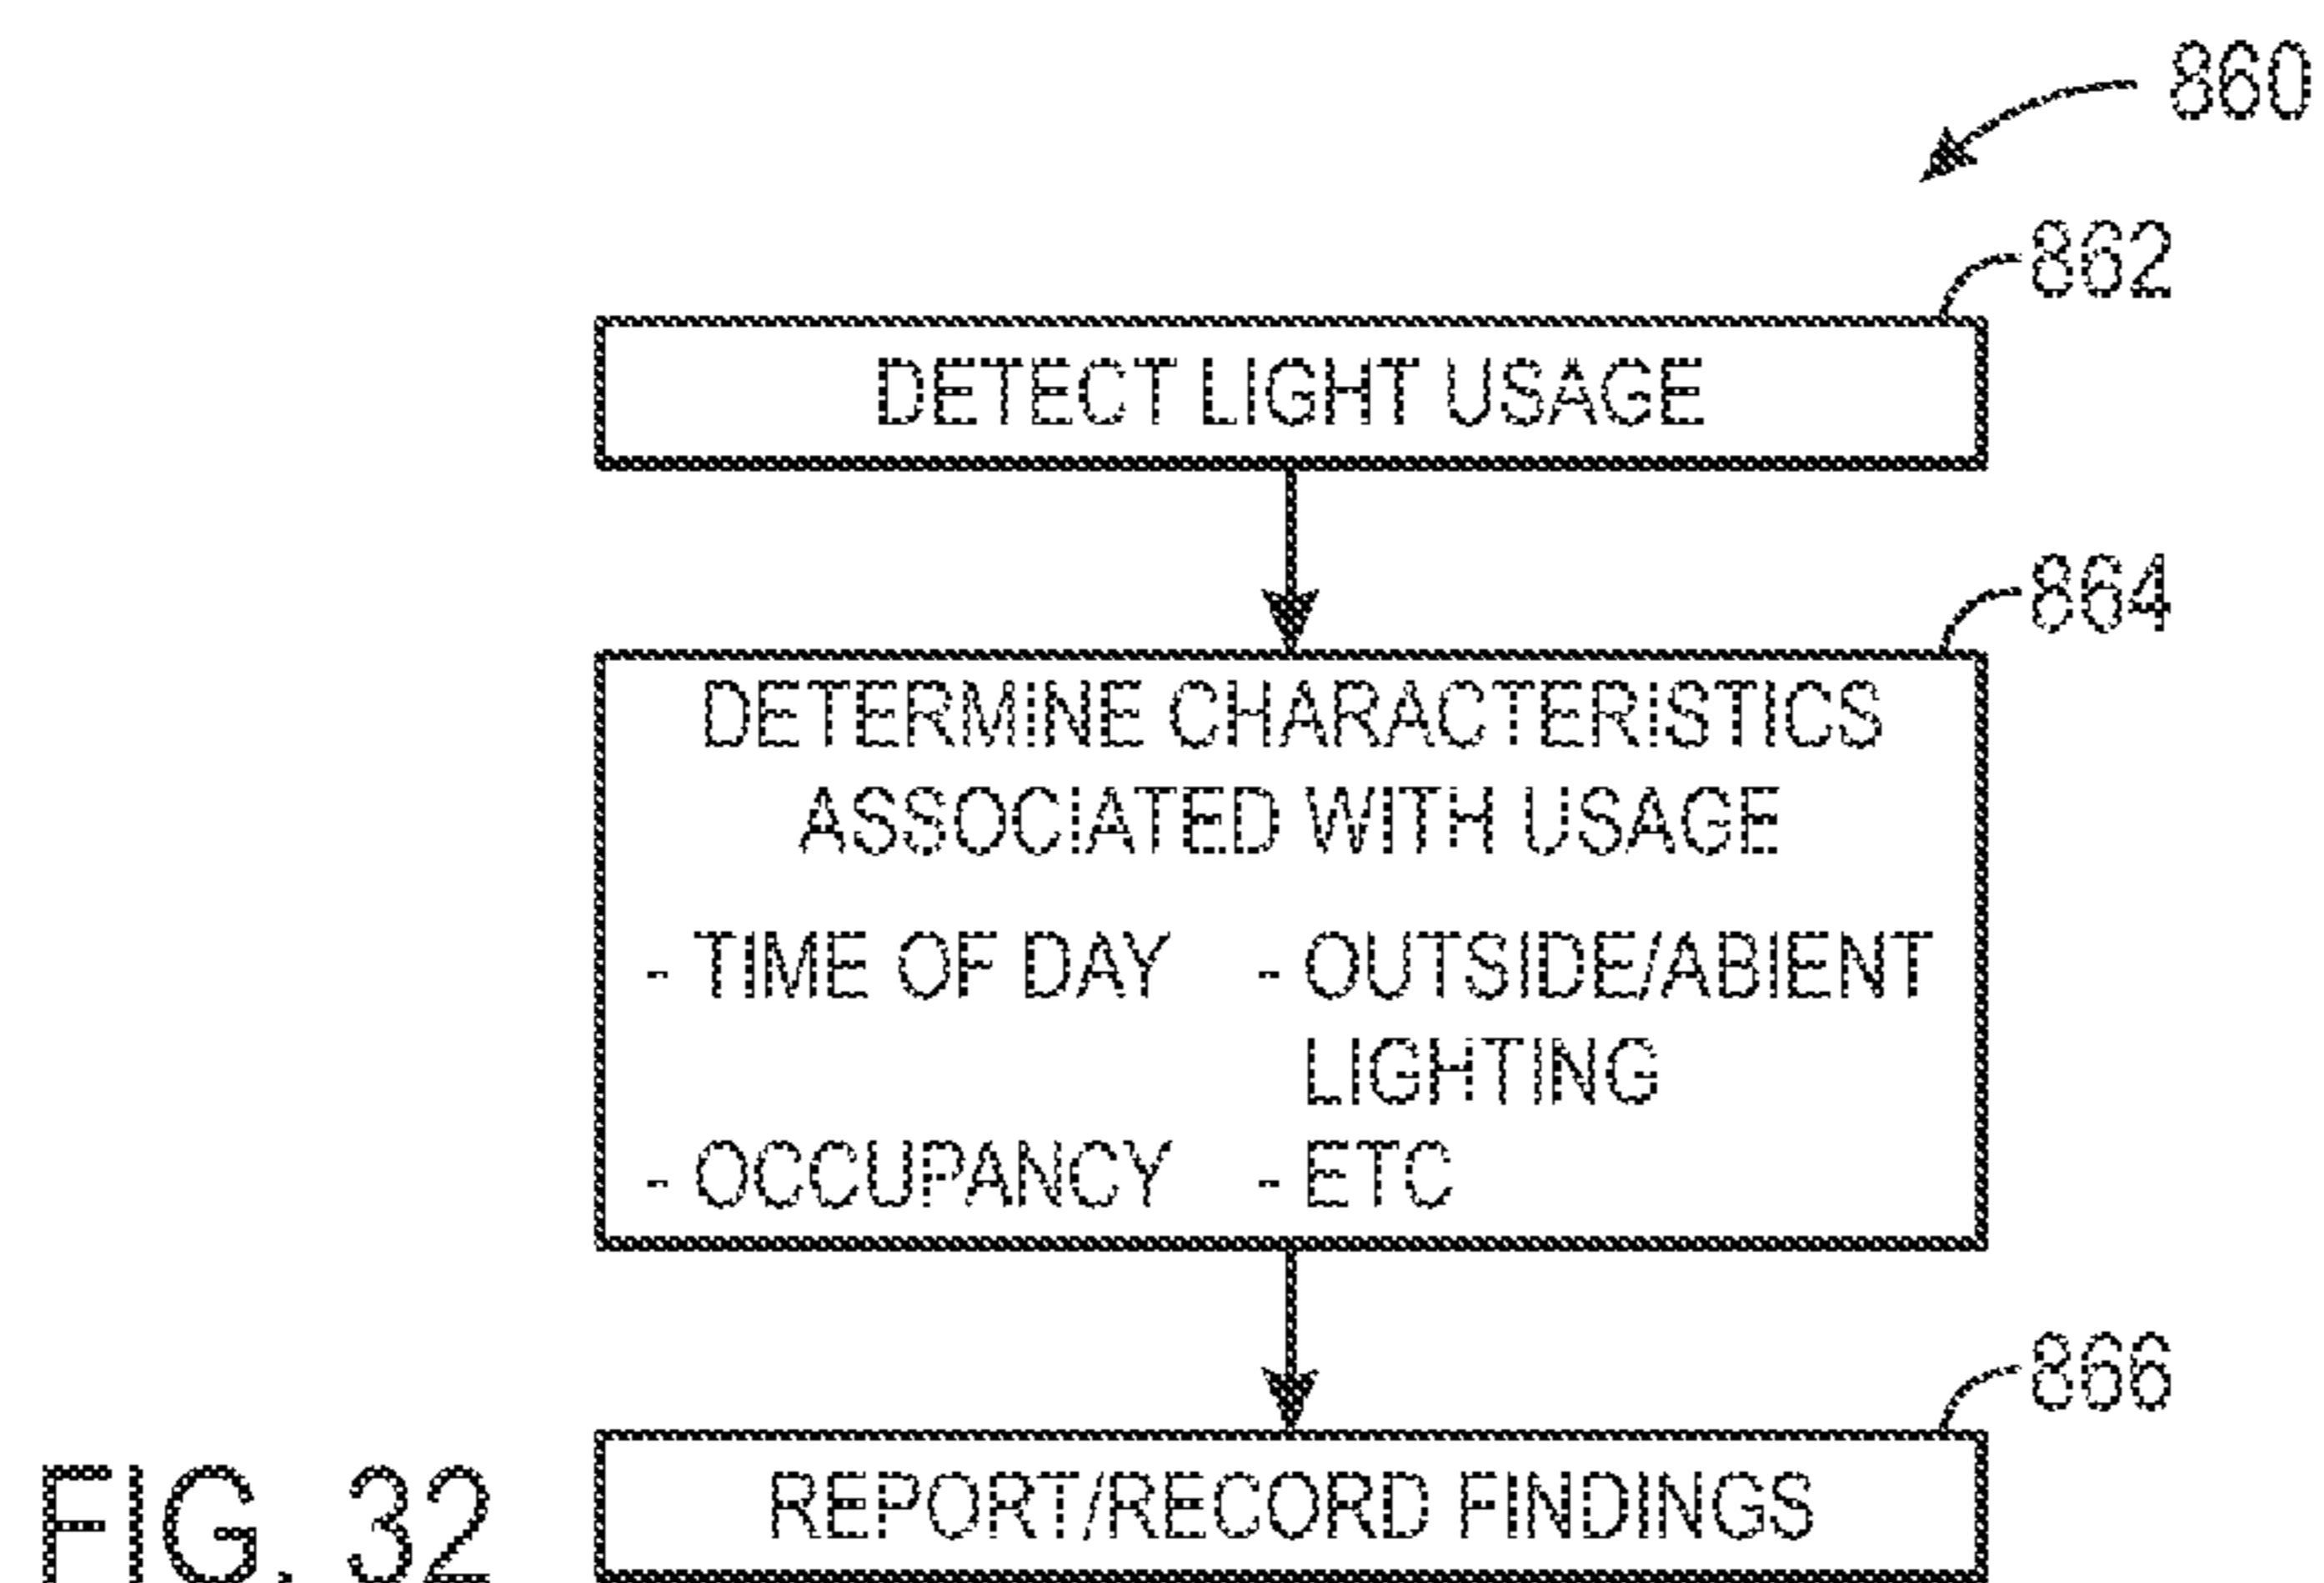 860
862
DETECT LIGHT USAGE
864
DETERMINE CHARACTERISTICS
ASSOCIATED WITH USAGE
- TIME OF DAY - OUTSIDE/ABIENT
LIGHTING
- OCCUPANCY - ETC
866
REPORT/RECORD FINDINGS
FIG. 32